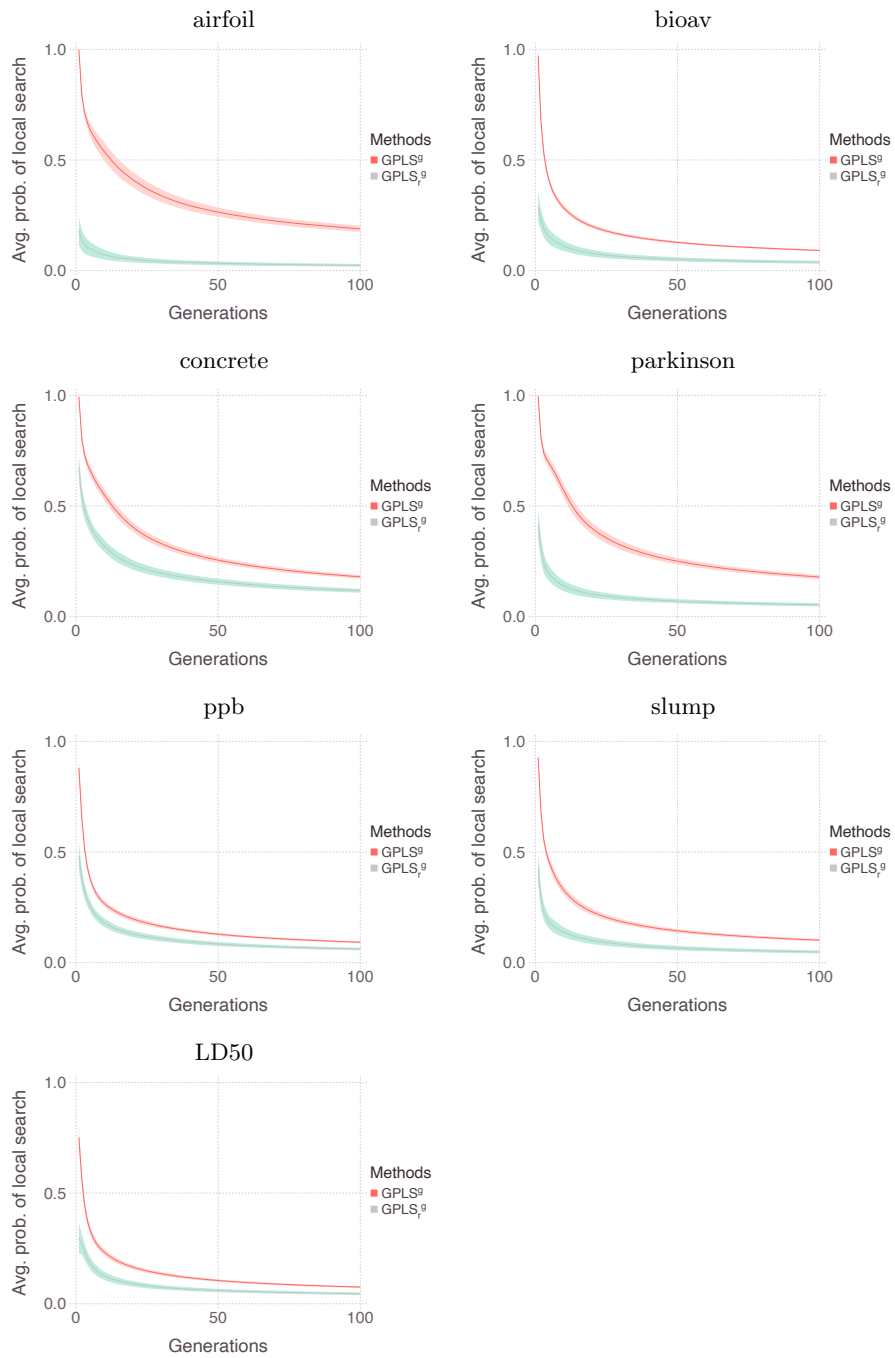 airfoil
Avg. prob. of local search
1.0
0.5
0.0
0
50
100
Generations
Methods
GPLSᵍ
GPLSᵣᵍ
bioav
Avg. prob. of local search
1.0
0.5
0.0
0
50
100
Generations
Methods
GPLSᵍ
GPLSᵣᵍ
concrete
Avg. prob. of local search
1.0
0.5
0.0
0
50
100
Generations
Methods
GPLSᵍ
GPLSᵣᵍ
parkinson
Avg. prob. of local search
1.0
0.5
0.0
0
50
100
Generations
Methods
GPLSᵍ
GPLSᵣᵍ
ppb
Avg. prob. of local search
1.0
0.5
0.0
0
50
100
Generations
Methods
GPLSᵍ
GPLSᵣᵍ
slump
Avg. prob. of local search
1.0
0.5
0.0
0
50
100
Generations
Methods
GPLSᵍ
GPLSᵣᵍ
LD50
Avg. prob. of local search
1.0
0.5
0.0
0
50
100
Generations
Methods
GPLSᵍ
GPLSᵣᵍ